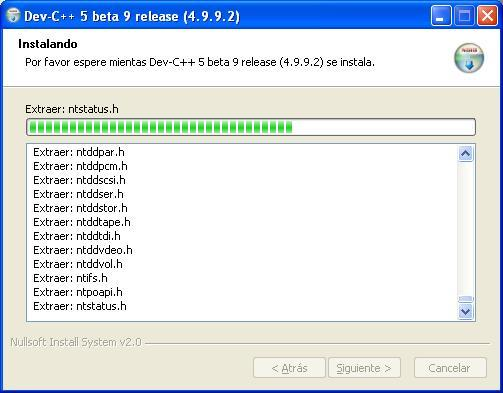 Dev-C++ 5 beta 9 release (4.9.9.2)
Instalando
Por favor espere mientas Dev-C++ 5 beta 9 release (4.9.9.2) se instala.
Extraer: ntstatus.h
Extraer: ntddpar.h
Extraer: ntddpcm.h
Extraer: ntddscsi.h
Extraer: ntddser.h
Extraer: ntddstor.h
Extraer: ntddtape.h
Extraer: ntddtdi.h
Extraer: ntddvdeo.h
Extraer: ntddvol.h
Extraer: ntifs.h
Extraer: ntpoapi.h
Extraer: ntstatus.h
Nullsoft Install System v2.0
< Atrás
Siguiente >
Cancelar